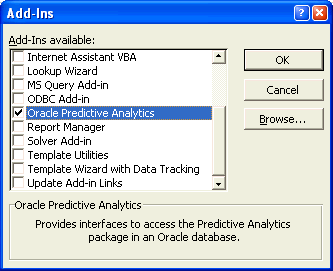 Add-Ins
Add-Ins available:
Internet Assistant VBA
Lookup Wizard
MS Query Add-in
ODBC Add-in
Oracle Predictive Analytics
Report Manager
Solver Add-in
Template Utilities
Template Wizard with Data Tracking
Update Add-in Links
OK
Cancel
Browse...
Oracle Predictive Analytics
Provides interfaces to access the Predictive Analytics
package in an Oracle database.